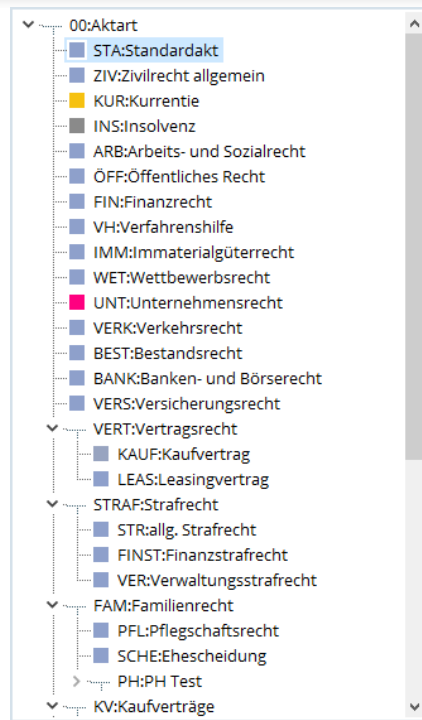 00:Aktart
STA:Standardakt
ZIV:Zivilrecht allgemein
KUR:Kurrentie
INS:Insolvenz
ARB:Arbeits- und Sozialrecht
ÖFF:Öffentliches Recht
FIN:Finanzrecht
VH:Verfahrenshilfe
IMM:Immaterialgüterrecht
WET:Wettbewerbsrecht
UNT:Unternehmensrecht
VERK:Verkehrsrecht
BEST:Bestandsrecht
BANK:Banken- und Börserecht
VERS:Versicherungsrecht
VERT:Vertragsrecht
KAUF:Kaufvertrag
LEAS:Leasingvertrag
STRAF:Strafrecht
STR:allg. Strafrecht
FINST:Finanzstrafrecht
VER:Verwaltungsstrafrecht
FAM:Familienrecht
PFL:Pflegschaftsrecht
SCHE:Ehescheidung
PH:PH Test
KV:Kaufverträge